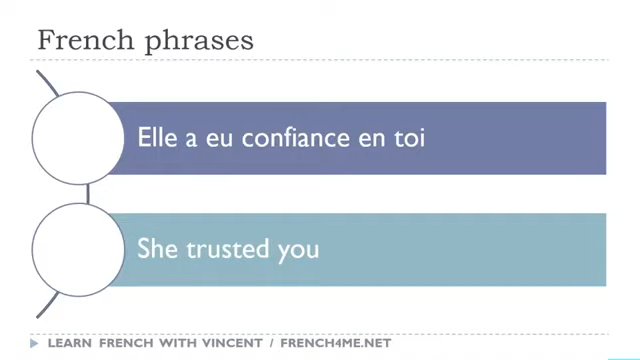 French phrases
Elle a eu confiance en toi
She trusted you
LEARN FRENCH WITH VINCENT / FRENCH4ME.NET